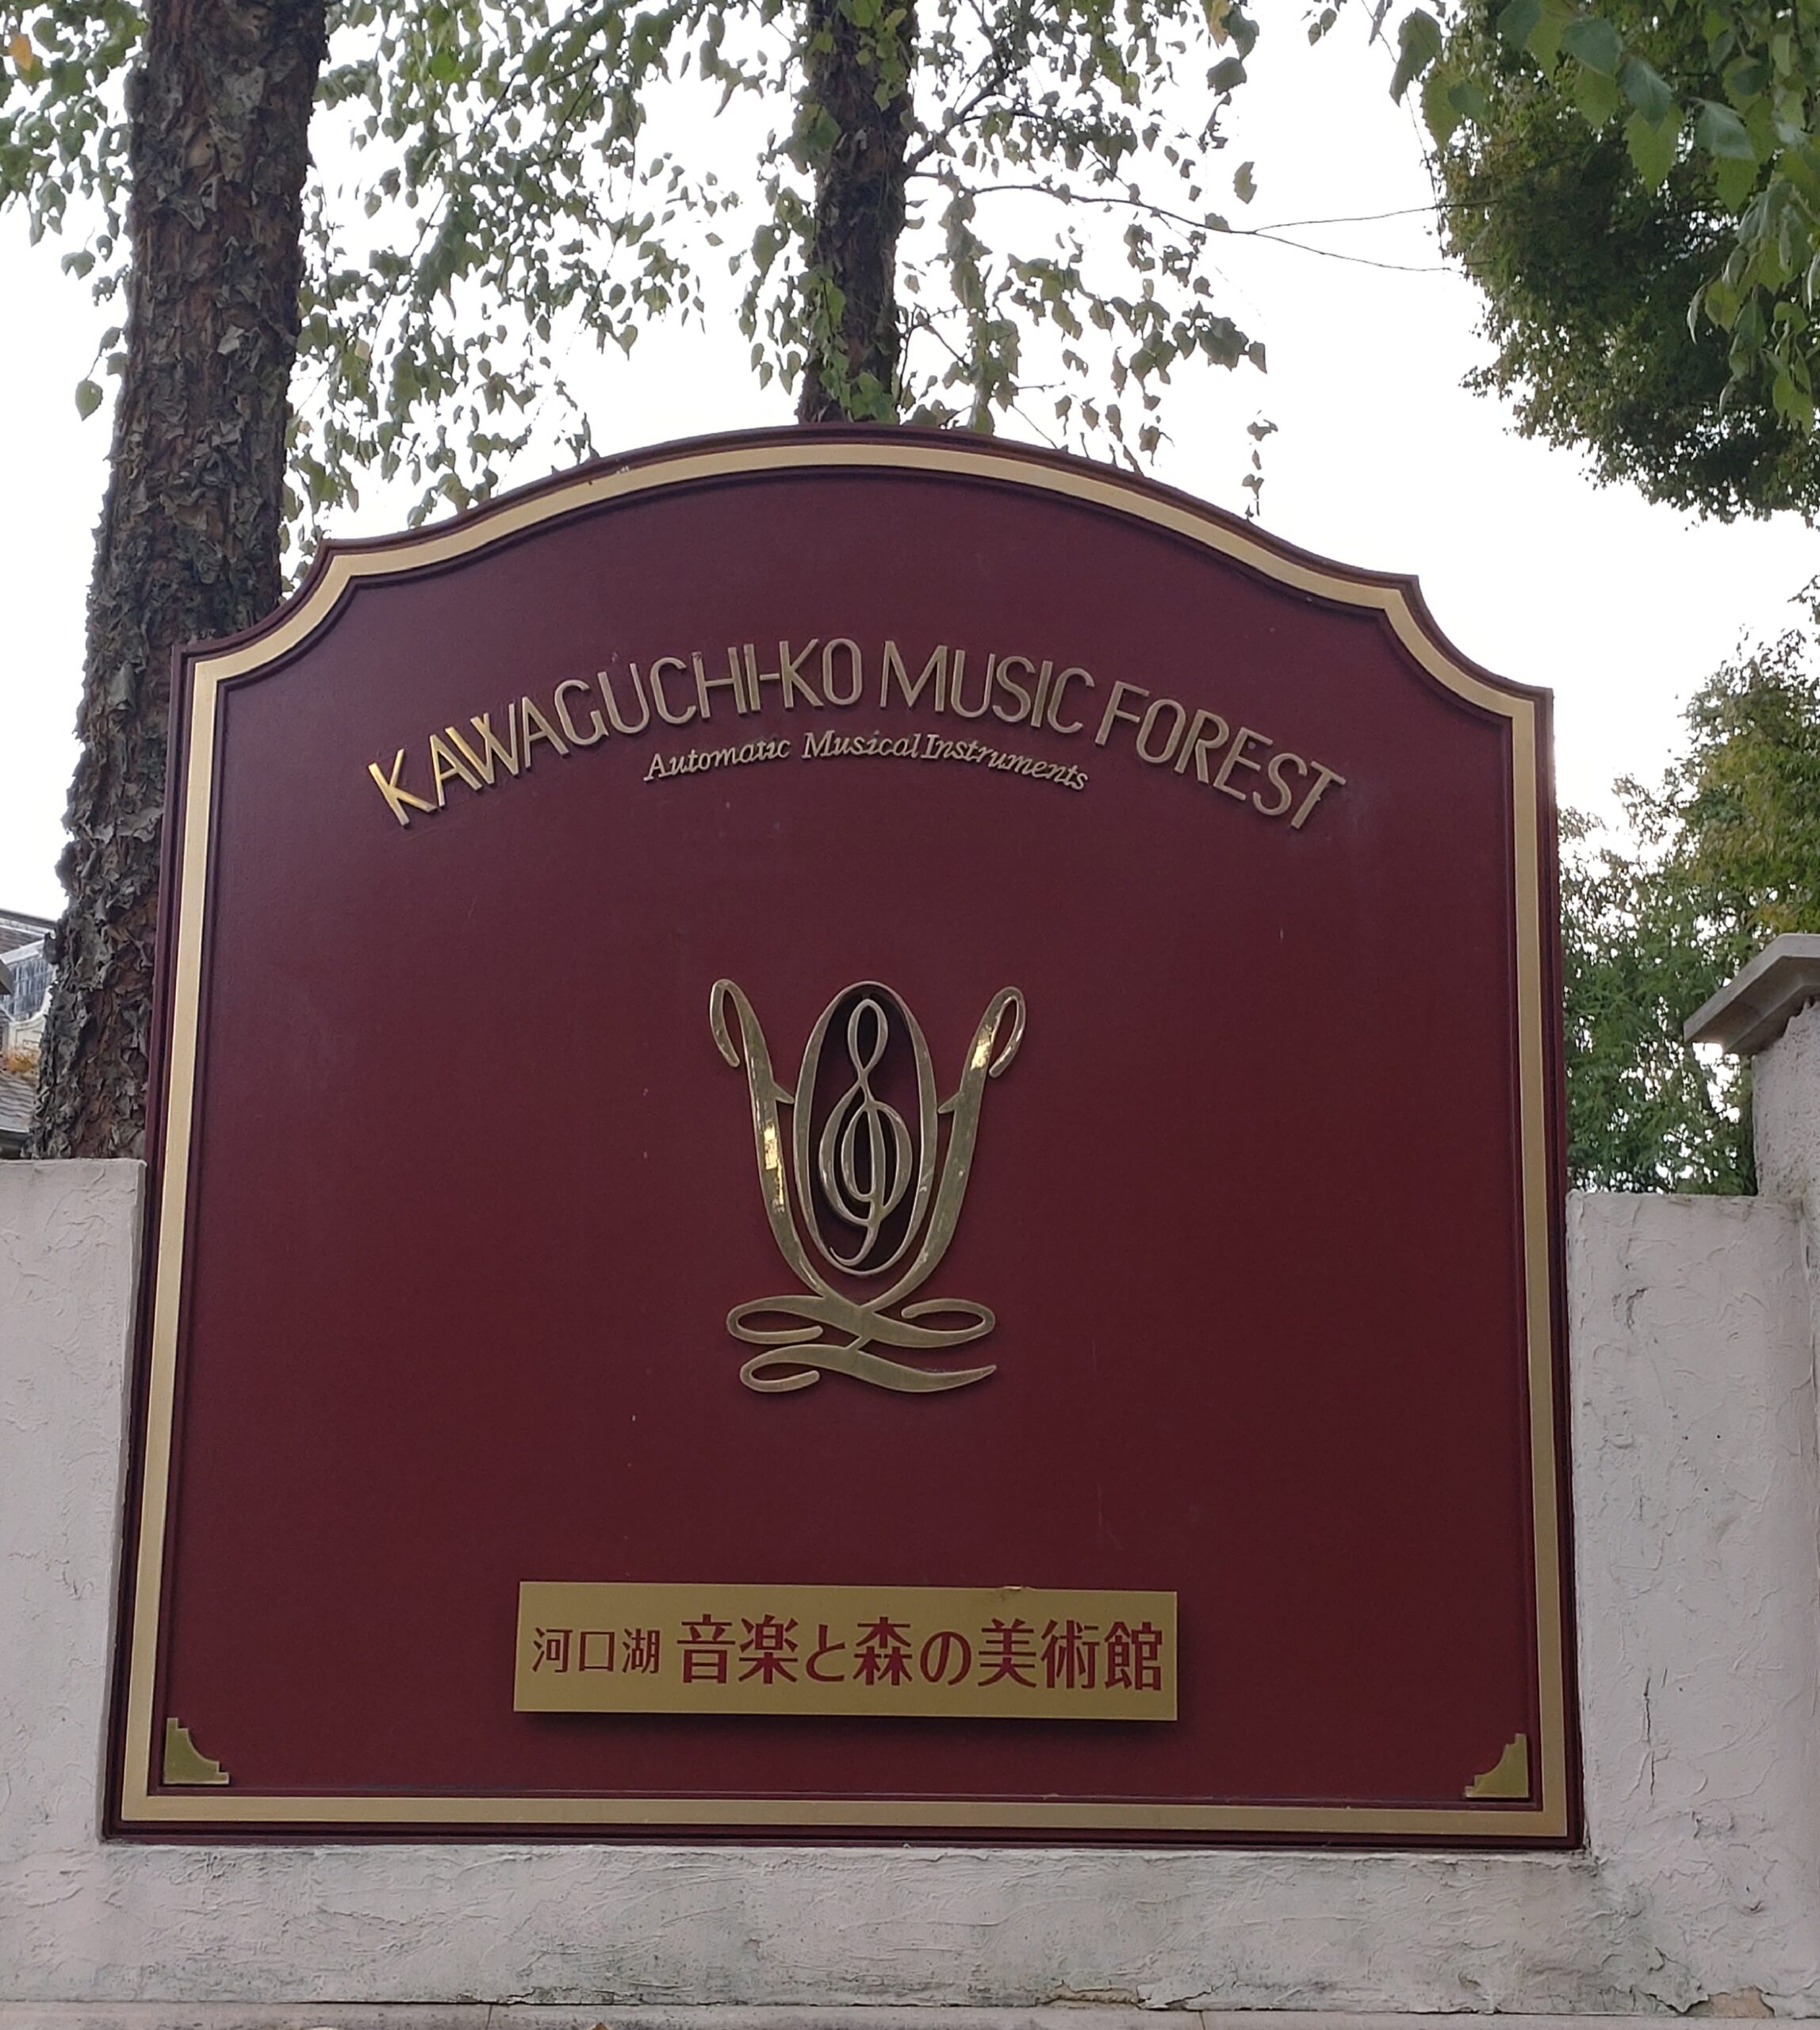 KAWAGUCHI-KO MUSIC FOREST
Automatic Musical Instruments
河口湖 音楽と森の美術館